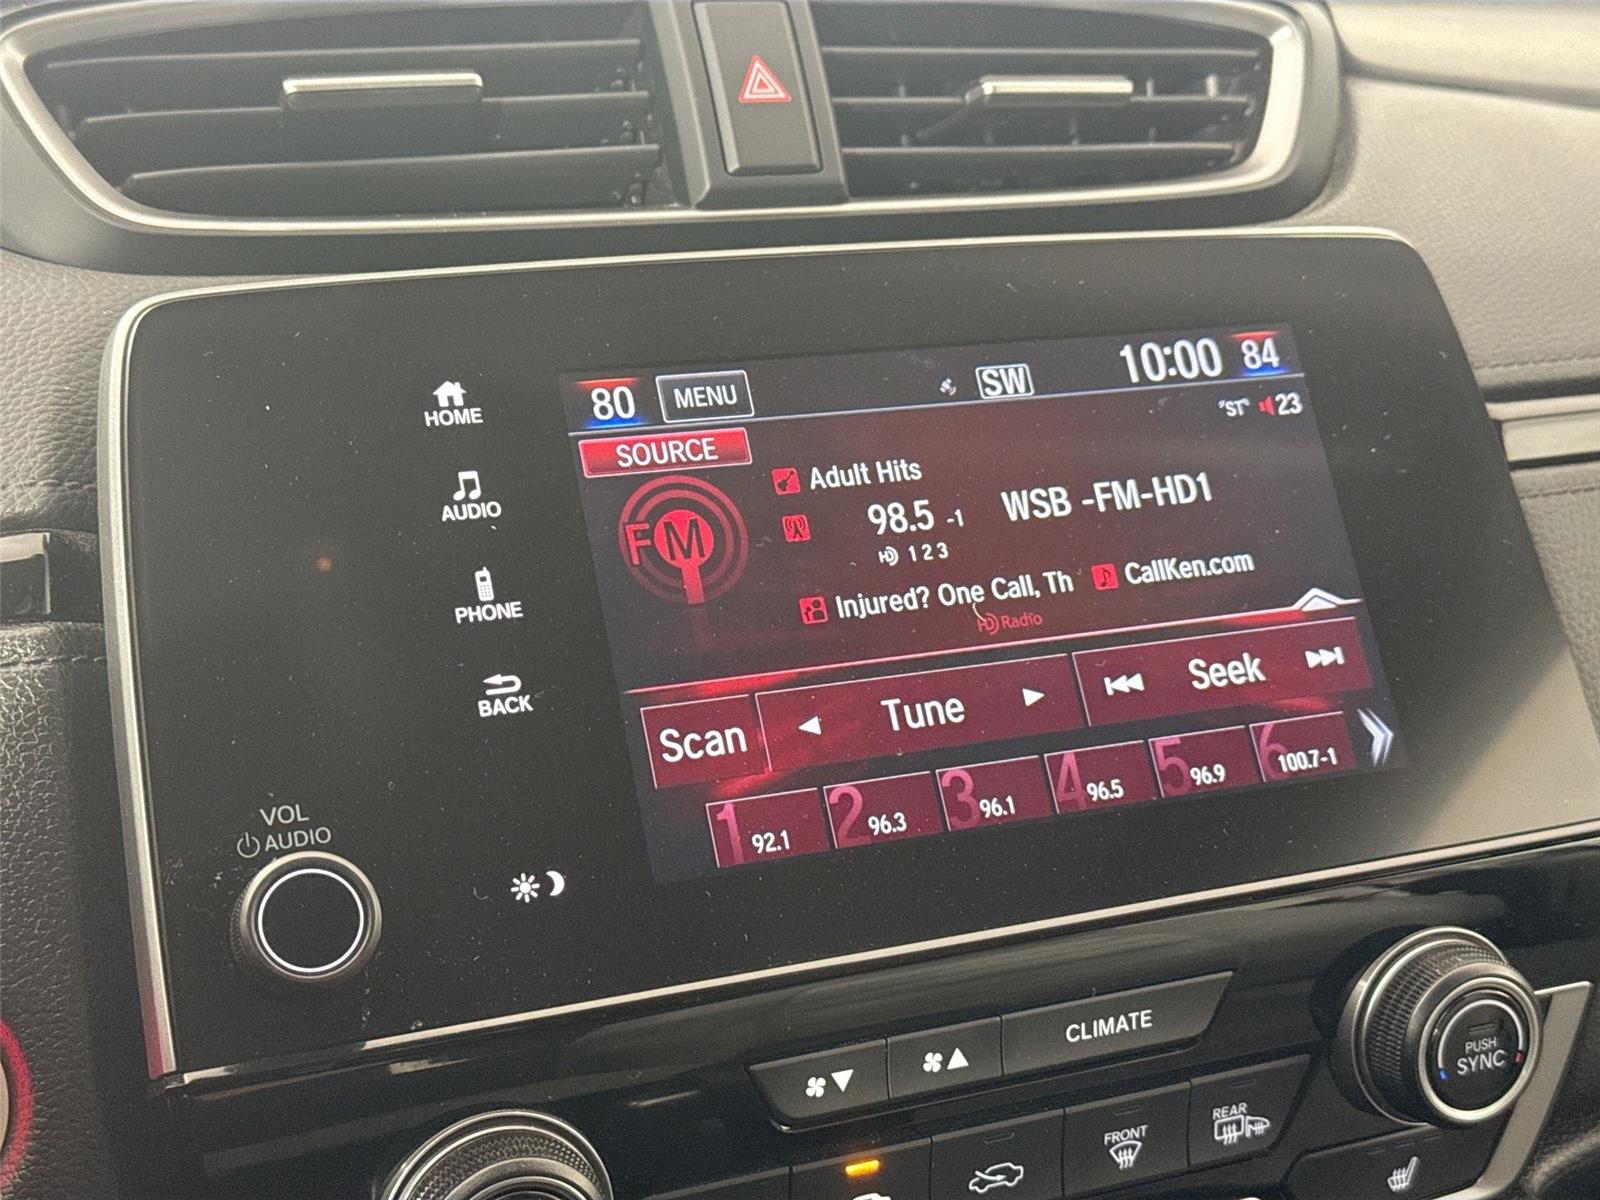 HOME
AUDIO
PHONE
BACK
VOL
AUDIO
80 MENU SW 10:00 84
"ST" 23
SOURCE
FM
Adult Hits
98.5 -1 WSB -FM-HD1
HD 1 2 3
Injured? One Call, Th CallKen.com
HD Radio
Scan Tune Seek
1 92.1
2 96.3
3 96.1
4 96.5
5 96.9
6 100.7-1
CLIMATE
PUSH
SYNC
FRONT
REAR